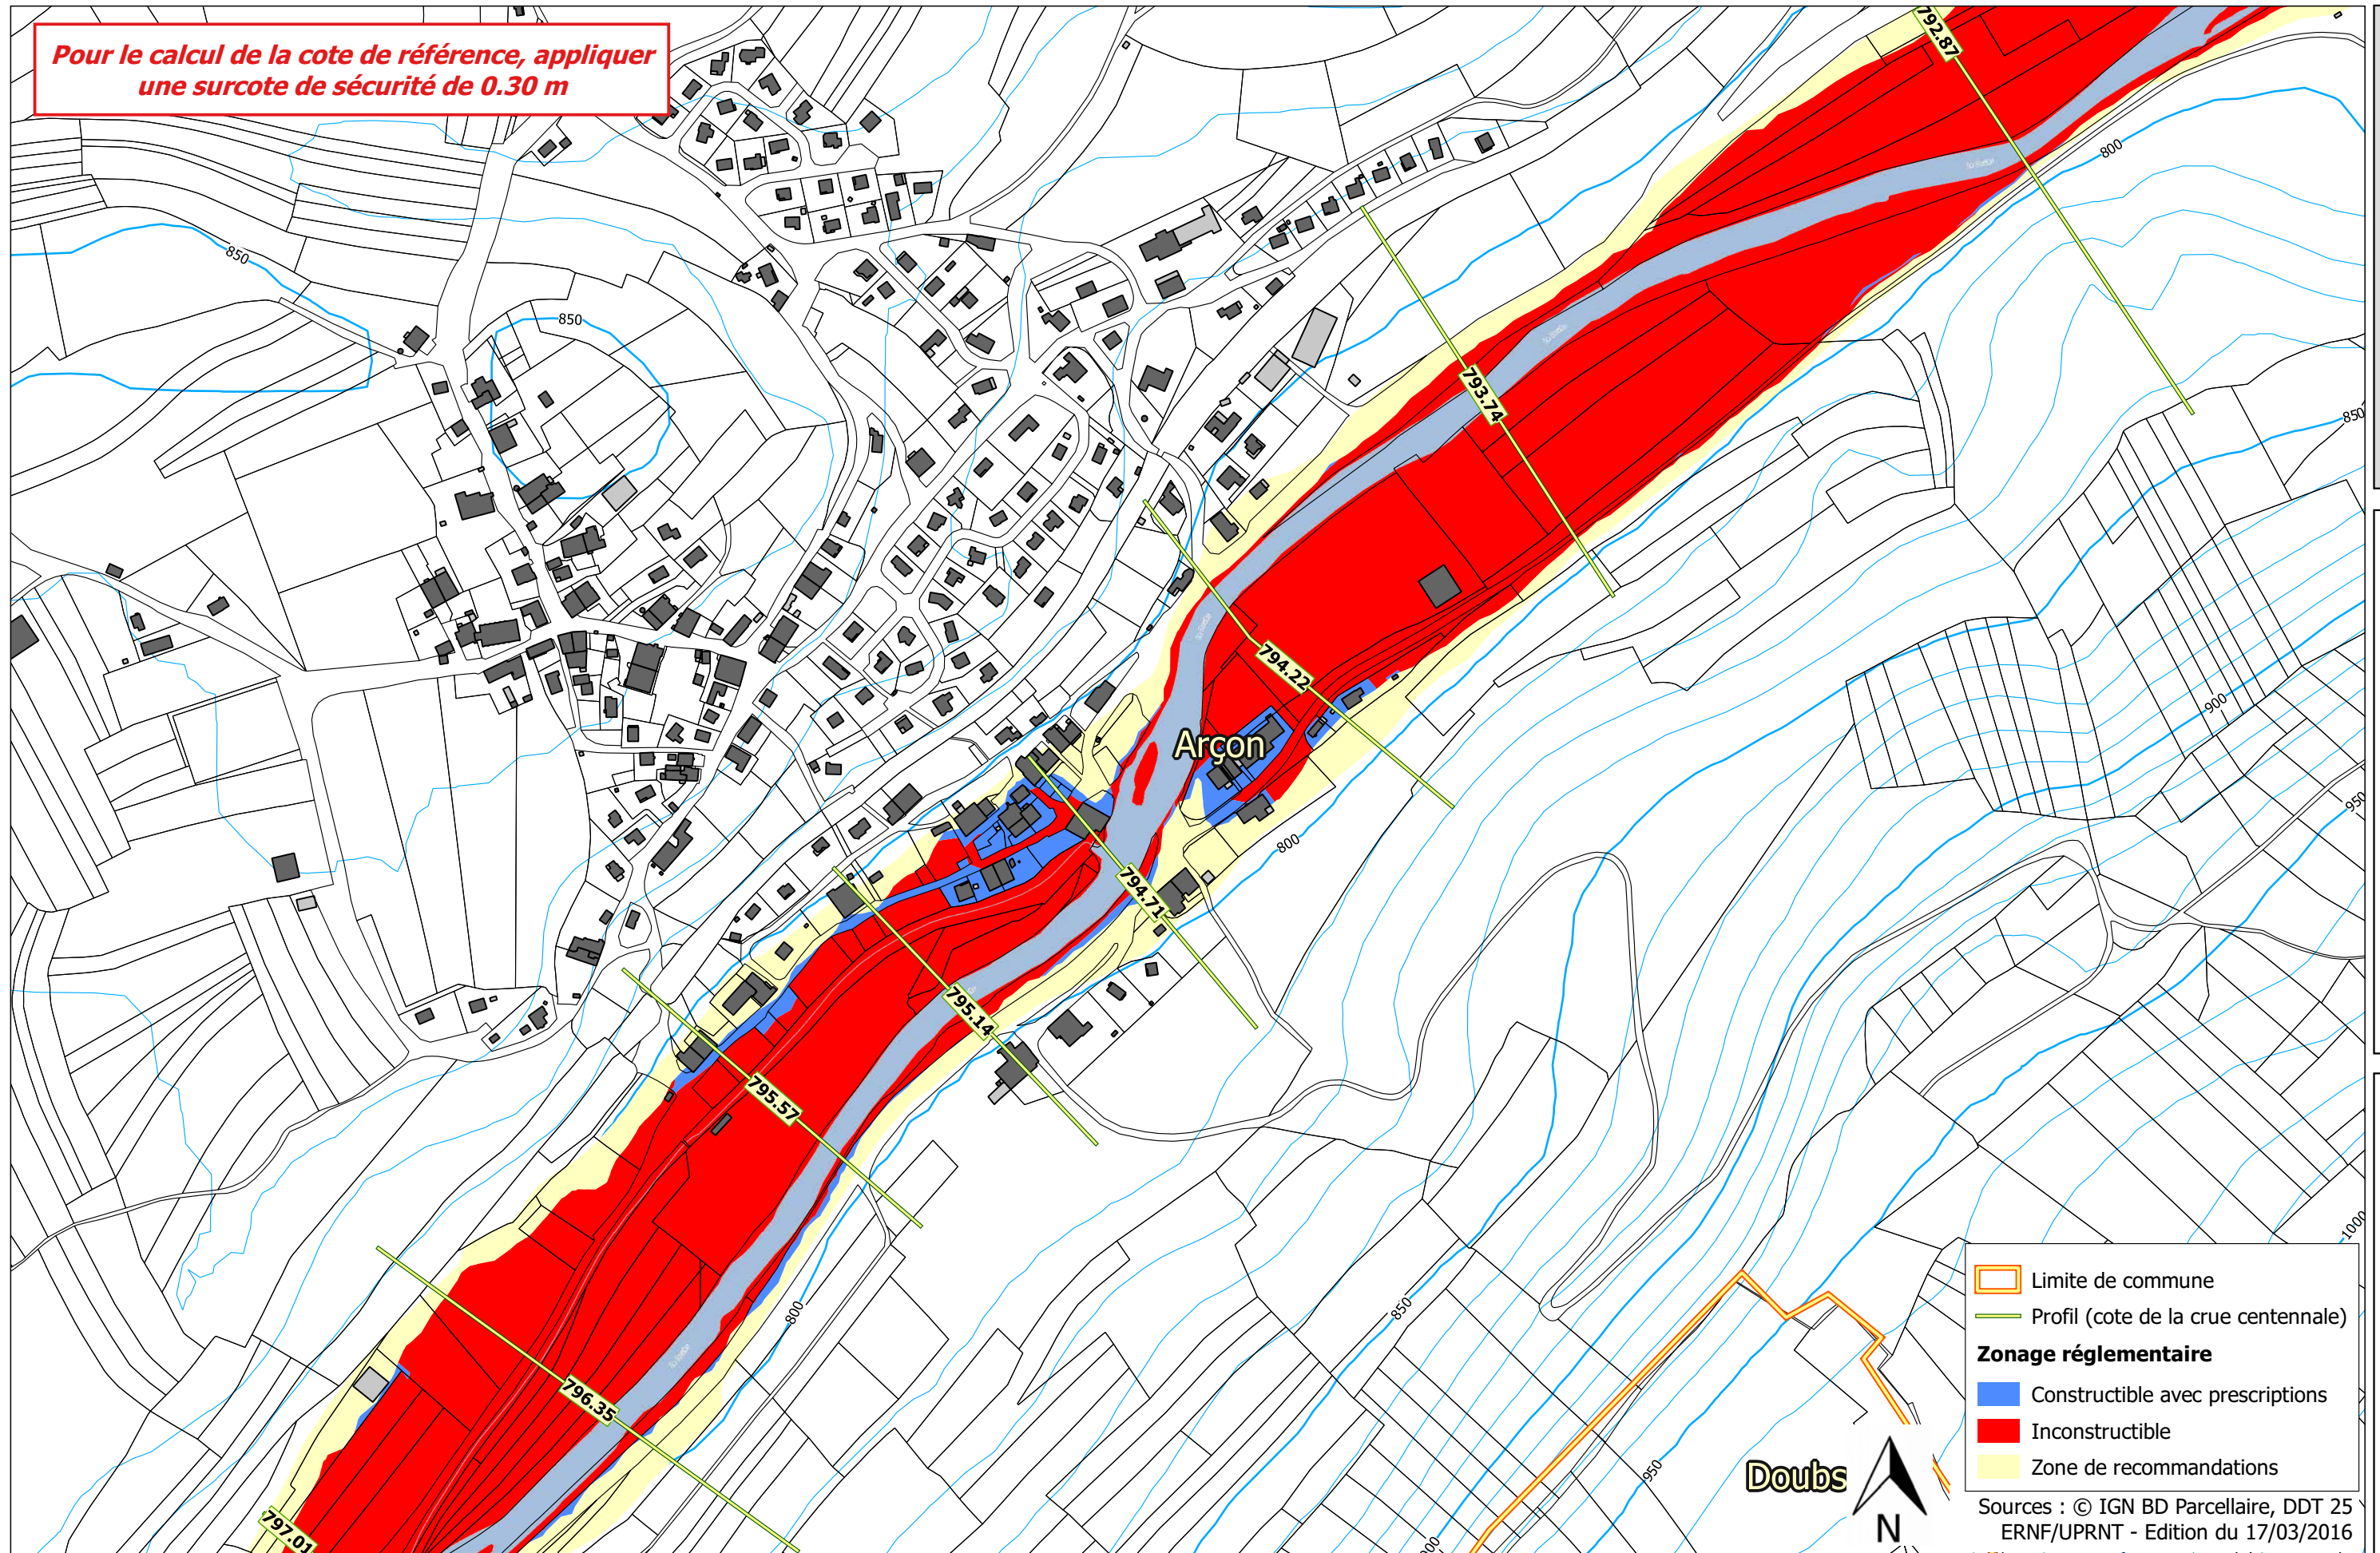 Pour le calcul de la cote de référence, appliquer
une surcote de sécurité de 0.30 m
792.87
800
850
850
793.74
850
794.22
900
Arçon
950
800
794.71
795.14
795.57
1000
800
850
796.35
950
797.01
Doubs
N
Limite de commune
Profil (cote de la crue centennale)
Zonage réglementaire
Constructible avec prescriptions
Inconstructible
Zone de recommandations
Sources : © IGN BD Parcellaire, DDT 25
ERNF/UPRNT - Edition du 17/03/2016